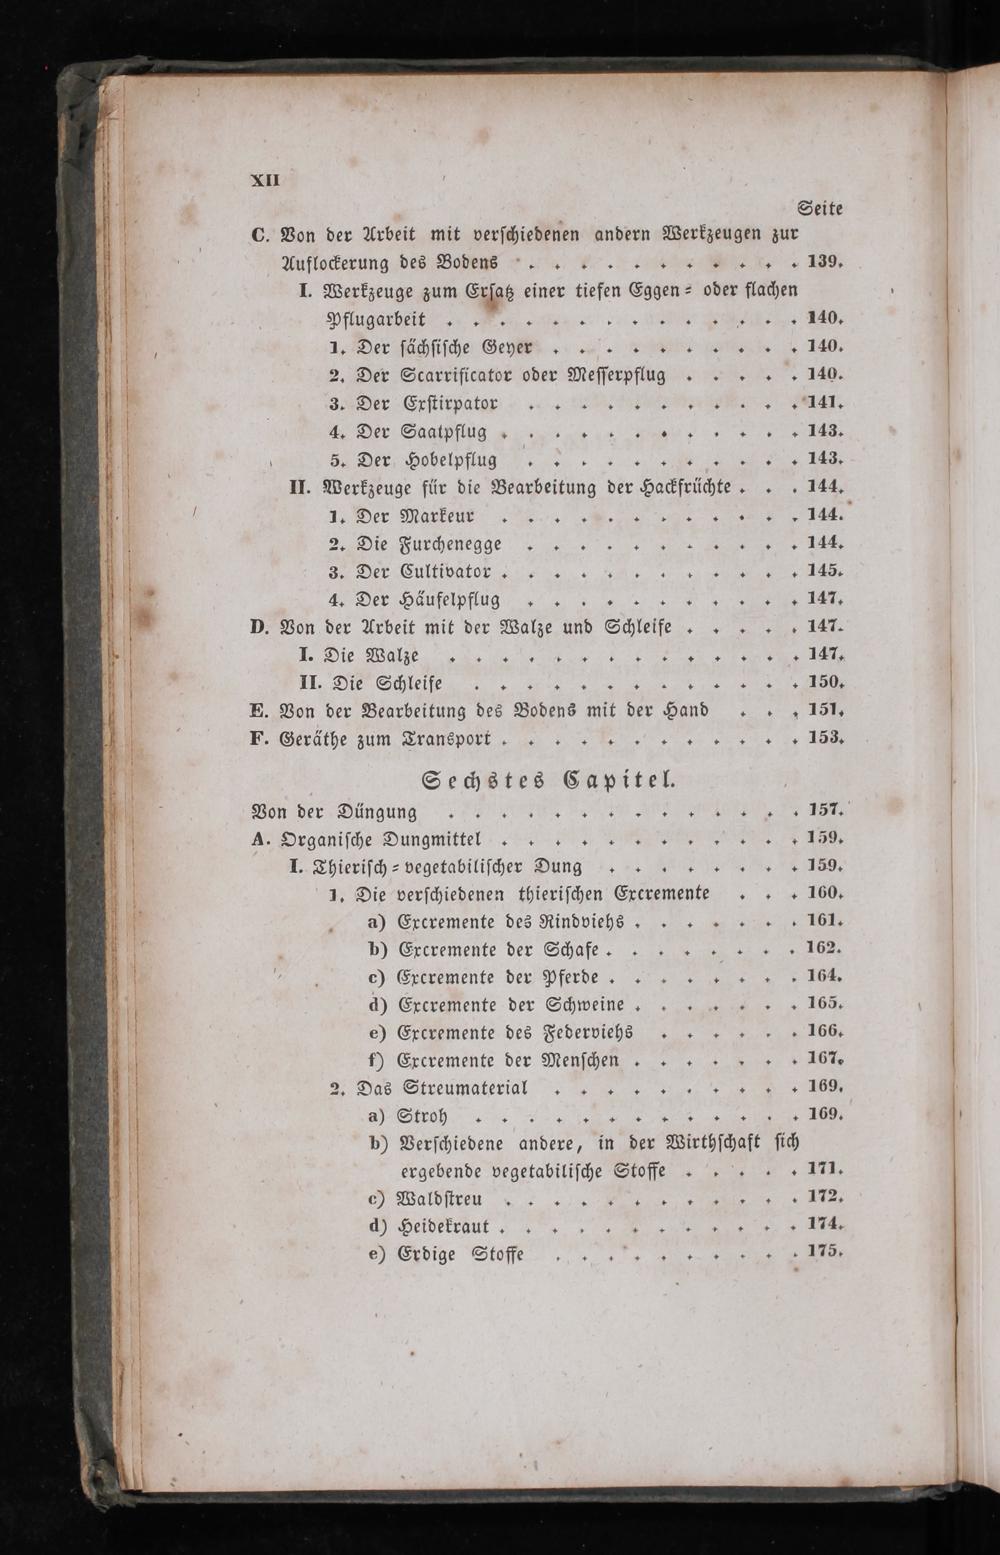 XII
Seite
C. Von der Arbeit mit verschiedenen andern Werkzeugen zur
Auflockerung des Bodens . . . . . . . . . . . 139.
I. Werkzeuge zum Ersatz einer tiefen Eggen- oder flachen
Pflugarbeit . . . . . . . . . . . . . . 140.
1. Der sächsische Geyer . . . . . . . . . . 140.
2. Der Scarrificator oder Messerpflug . . . . . 140.
3. Der Exstirpator . . . . . . . . . . . 141.
4. Der Saatpflug . . . . . . . . . . . . 143.
5. Der Hobelpflug . . . . . . . . . . . 143.
II. Werkzeuge für die Bearbeitung der Hackfrüchte . . . 144.
1. Der Markeur . . . . . . . . . . . . 144.
2. Die Furchenegge . . . . . . . . . . . 144.
3. Der Cultivator . . . . . . . . . . . . 145.
4. Der Häufelpflug . . . . . . . . . . . 147.
D. Von der Arbeit mit der Walze und Schleife . . . . . 147.
I. Die Walze . . . . . . . . . . . . . . 147.
II. Die Schleife . . . . . . . . . . . . . 150.
E. Von der Bearbeitung des Bodens mit der Hand . . . 151.
F. Geräthe zum Transport . . . . . . . . . . . . 153.
Sechstes Capitel.
Von der Düngung . . . . . . . . . . . . . . 157.
A. Organische Dungmittel . . . . . . . . . . . . 159.
I. Thierisch-vegetabilischer Dung . . . . . . . . 159.
1. Die verschiedenen thierischen Excremente . . . 160.
a) Excremente des Rindviehs . . . . . . . 161.
b) Excremente der Schafe . . . . . . . . 162.
c) Excremente der Pferde . . . . . . . . 164.
d) Excremente der Schweine . . . . . . . 165.
e) Excremente des Federviehs . . . . . . 166.
f) Excremente der Menschen . . . . . . . 167.
2. Das Streumaterial . . . . . . . . . . 169.
a) Stroh . . . . . . . . . . . . . 169.
b) Verschiedene andere, in der Wirthschaft sich
ergebende vegetabilische Stoffe . . . . . 171.
c) Waldstreu . . . . . . . . . . . . 172.
d) Heidekraut . . . . . . . . . . . . 174.
e) Erdige Stoffe . . . . . . . . . . 175.